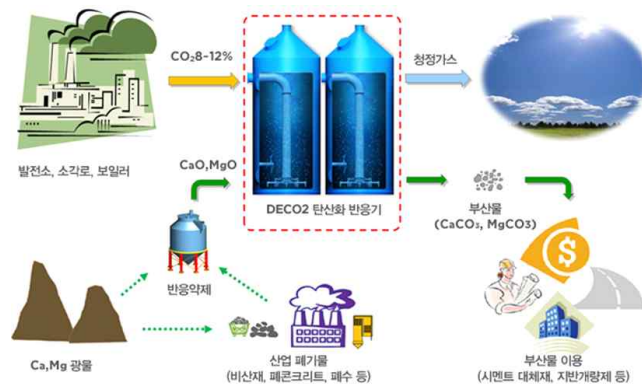 CO₂8~12%
청정가스
발전소, 소각로, 보일러
CaO,MgO
DECO2 탄산화 반응기
부산물
(CaCO₃, MgCO3)
반응약제
Ca,Mg 광물
산업 폐기물
(비산재, 폐콘크리트, 폐수 등)
부산물 이용
(시멘트 대체재, 지반개량제 등)
$